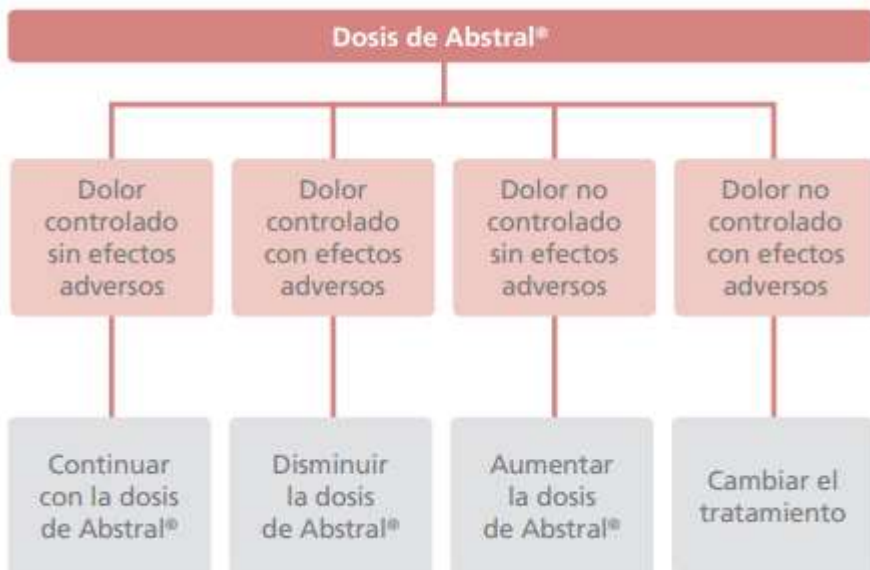 Dosis de Abstral®
Dolor
controlado
sin efectos
adversos
Dolor
controlado
con efectos
adversos
Dolor no
controlado
sin efectos
adversos
Dolor no
controlado
con efectos
adversos
Continuar
con la dosis
de Abstral®
Disminuir
la dosis
de Abstral®
Aumentar
la dosis
de Abstral®
Cambiar el
tratamiento